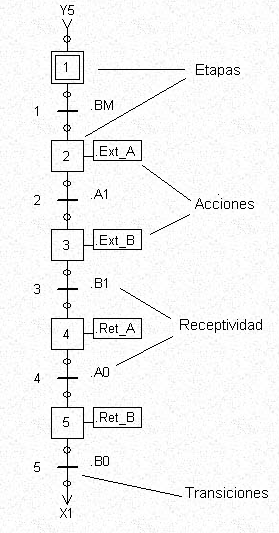 Y5
1
Etapas
1 .BM
2 .Ext_A
2 .A1
Acciones
3 .Ext_B
3 .B1
Receptividad
4 .Ret_A
4 .A0
5 .Ret_B
5 .B0
Transiciones
X1